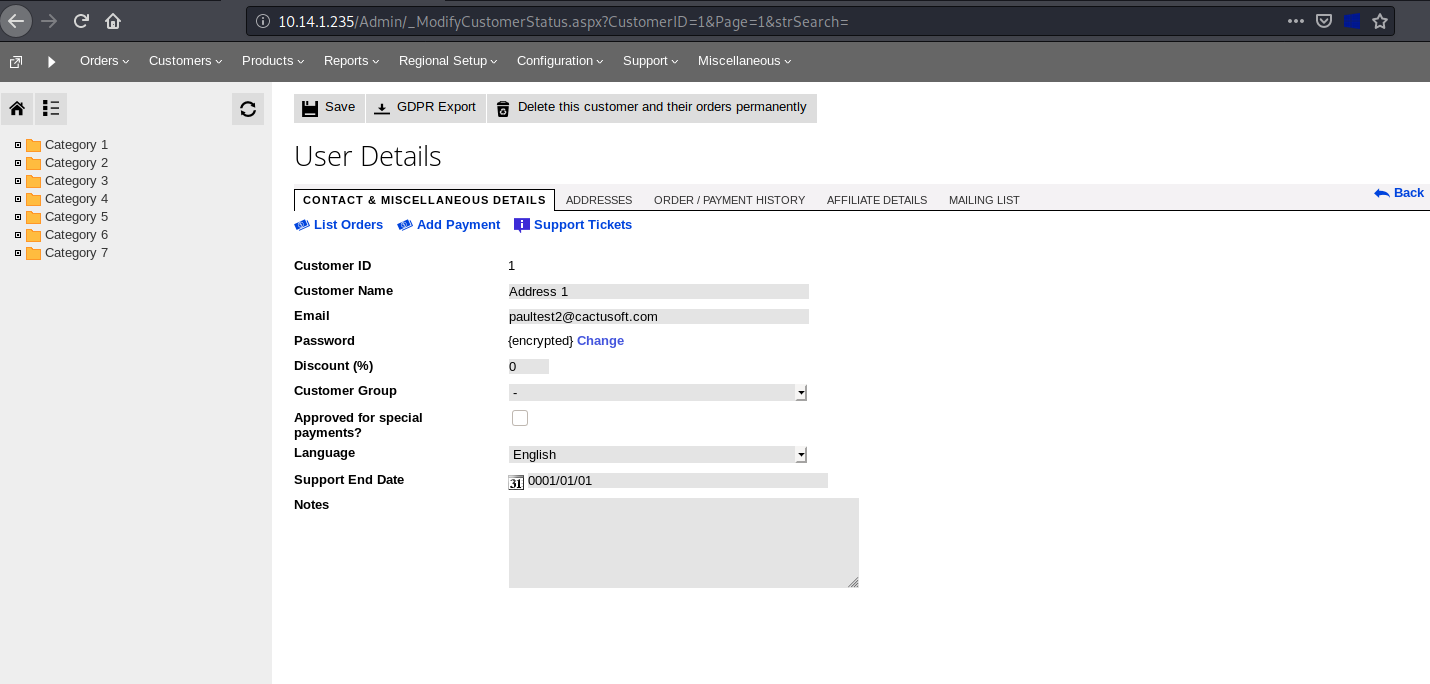 10.14.1.235/Admin/_ModifyCustomerStatus.aspx?CustomerID=1&Page=1&strSearch=
Orders Customers Products Reports Regional Setup Configuration Support Miscellaneous
Save GDPR Export Delete this customer and their orders permanently
Category 1
Category 2
Category 3
Category 4
Category 5
Category 6
Category 7
User Details
Back
CONTACT & MISCELLANEOUS DETAILS ADDRESSES ORDER / PAYMENT HISTORY AFFILIATE DETAILS MAILING LIST
List Orders Add Payment Support Tickets
Customer ID 1
Customer Name Address 1
Email paultest2@cactusoft.com
Password {encrypted} Change
Discount (%) 0
Customer Group -
Approved for special
payments?
Language English
Support End Date 31 0001/01/01
Notes